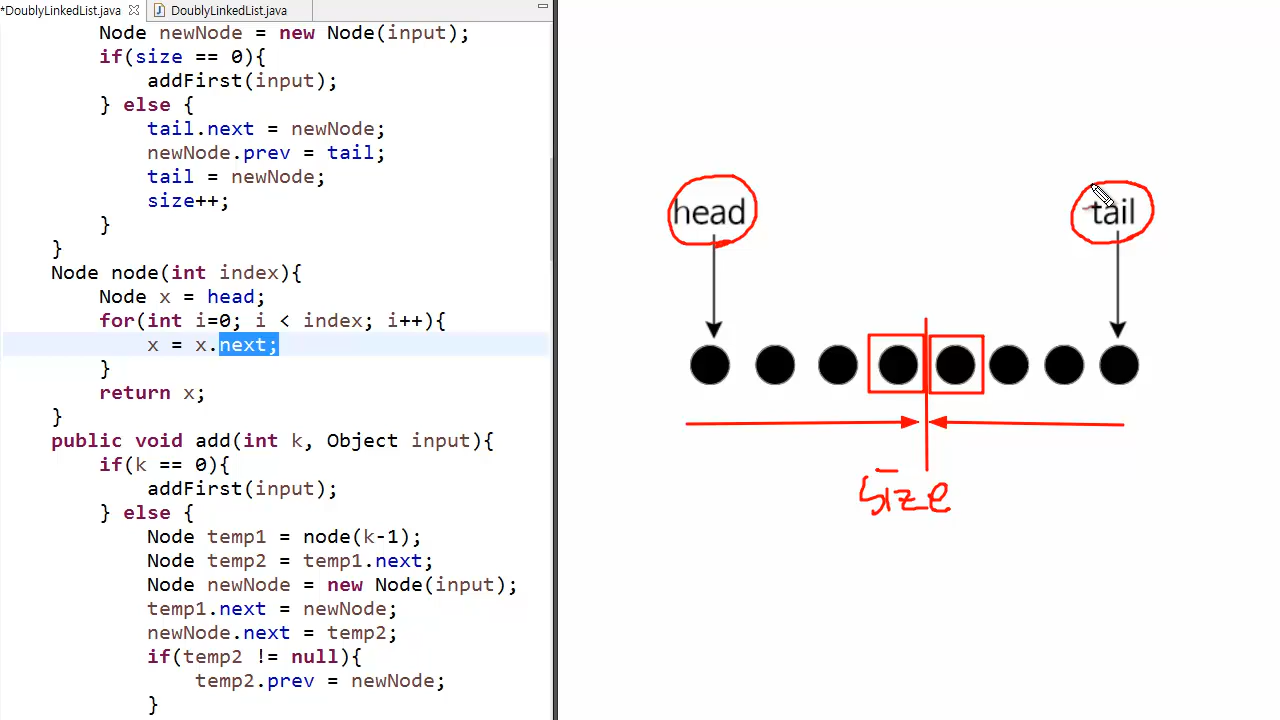 *DoublyLinkedList.java
DoublyLinkedList.java
Node newNode = new Node(input);
if(size == 0){
addFirst(input);
} else {
tail.next = newNode;
newNode.prev = tail;
tail = newNode;
size++;
}
}
Node node(int index){
Node x = head;
for(int i=0; i < index; i++){
x = x.next;
}
return x;
}
public void add(int k, Object input){
if(k == 0){
addFirst(input);
} else {
Node temp1 = node(k-1);
Node temp2 = temp1.next;
Node newNode = new Node(input);
temp1.next = newNode;
newNode.next = temp2;
if(temp2 != null){
temp2.prev = newNode;
}
head
tail
size